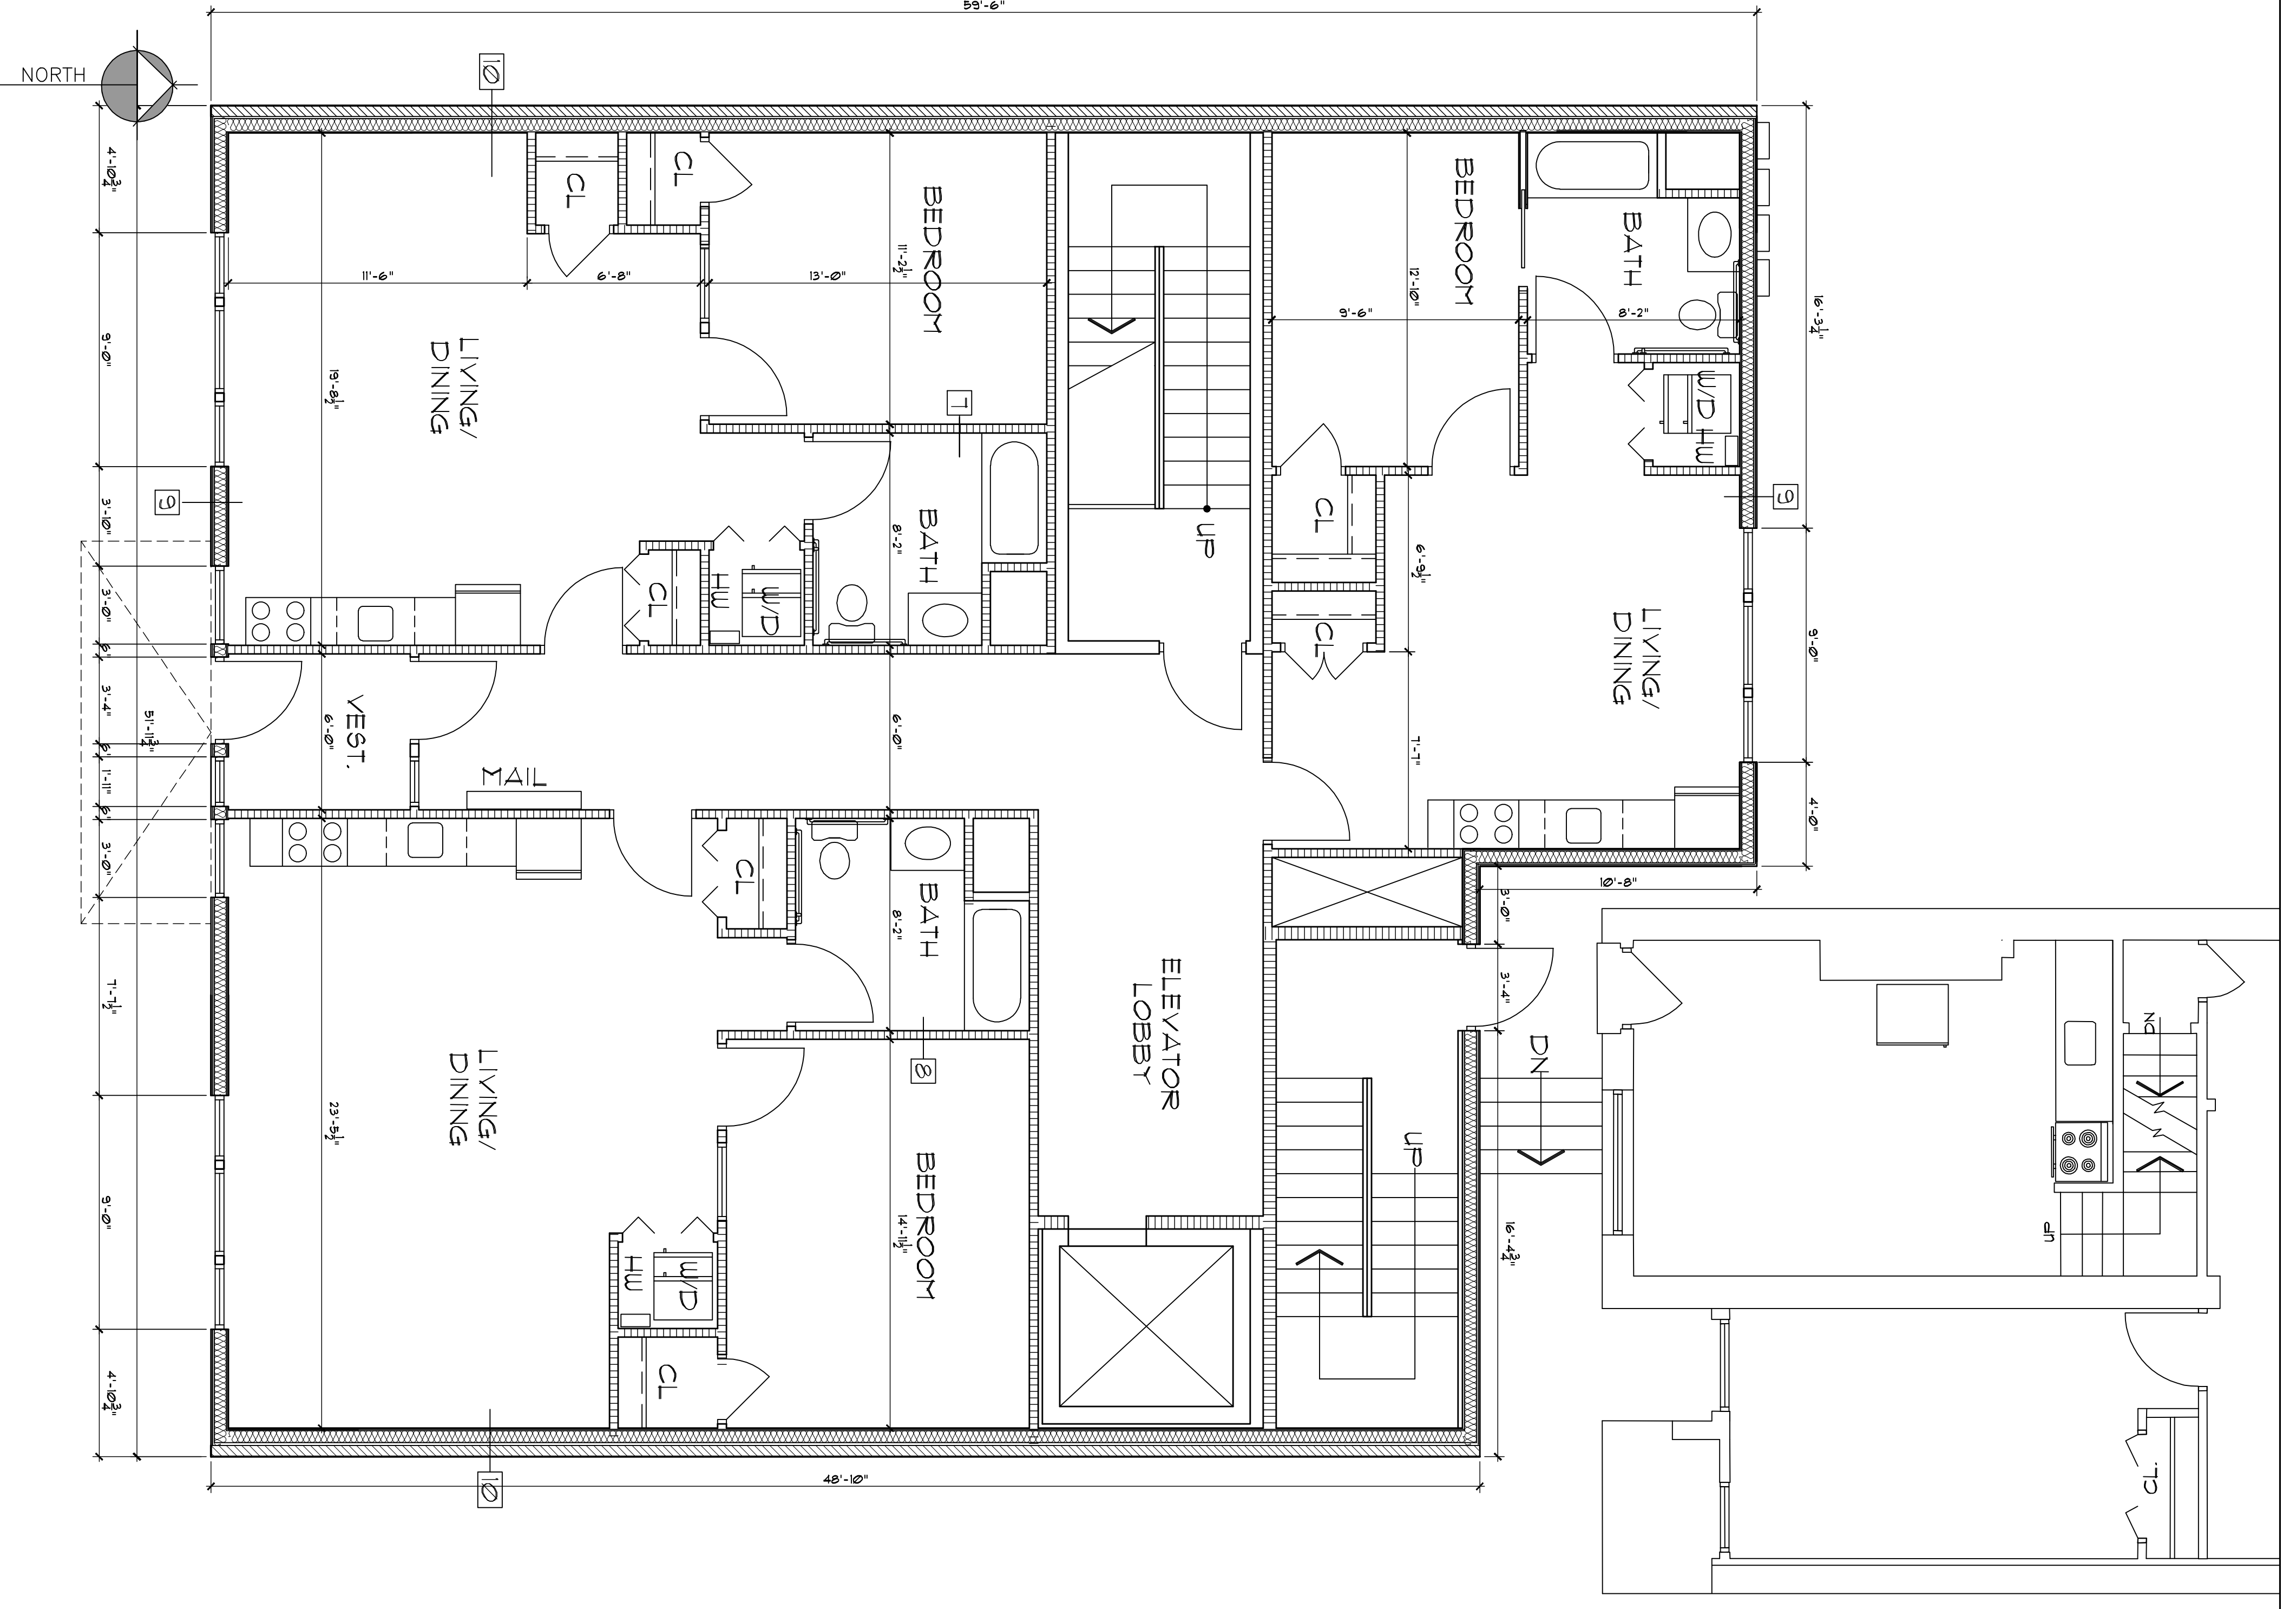 59'-6"
NORTH
10
4'-10 3/4"
CL
CL
BEDROOM
BEDROOM
BATH
11'-6"
6'-8"
13'-0"
11'-2 1/2"
12'-10"
9'-6"
8'-2"
16'-3 1/4"
9'-0"
LIVING/
DINING
19'-8 1/2"
7
W/D
HW
9
3'-10"
8'-2"
BATH
UP
CL
6'-9 1/2"
9
3'-0"
CL
HW
W/D
CL
LIVING/
DINING
9'-0"
6"
3'-4"
51'-11 3/4"
6'-0"
VEST.
6'-0"
7'-7"
6"
1'-11"
MAIL
6"
4'-0"
3'-0"
CL
8'-2"
BATH
10'-8"
3'-0"
7'-7 1/2"
ELEVATOR
LOBBY
3'-4"
DN
DN
LIVING/
DINING
23'-5 1/2"
8
UP
9'-0"
BEDROOM
14'-11 1/2"
16'-4 3/4"
UP
HW
W/D
CL
4'-10 3/4"
10
48'-10"
CL.